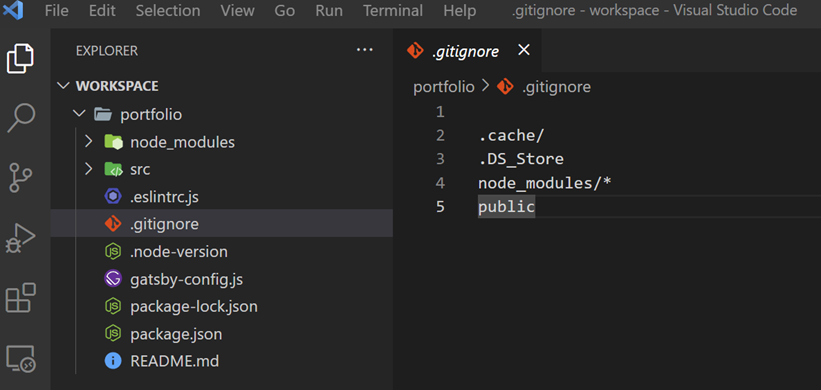 File Edit Selection View Go Run Terminal Help .gitignore - workspace - Visual Studio Code
EXPLORER
WORKSPACE
portfolio
node_modules
src
.eslintrc.js
.gitignore
.node-version
gatsby-config.js
package-lock.json
package.json
README.md
.gitignore
portfolio > .gitignore
1
2 .cache/
3 .DS_Store
4 node_modules/*
5 public